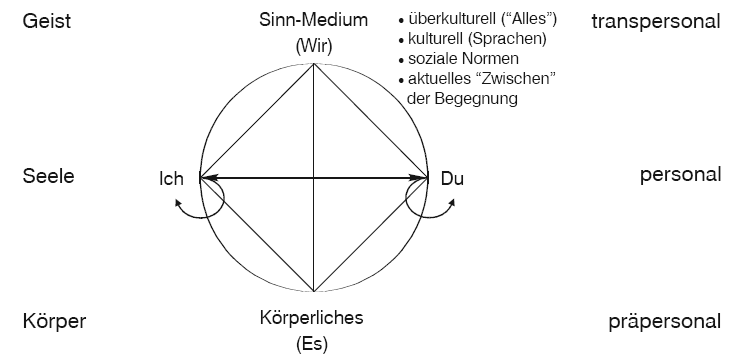 Geist
Sinn-Medium
(Wir)
• überkulturell (“Alles”)
• kulturell (Sprachen)
• soziale Normen
• aktuelles “Zwischen”
der Begegnung
transpersonal
Seele
Ich
Du
personal
Körper
Körperliches
(Es)
präpersonal